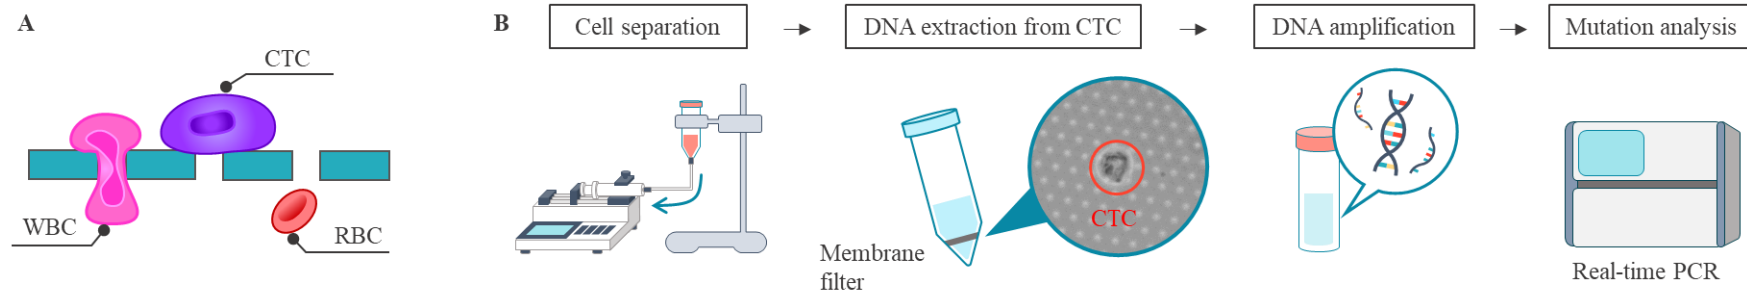 A
CTC
WBC
RBC
B
Cell separation
DNA extraction from CTC
DNA amplification
Mutation analysis
CTC
Membrane
filter
Real-time PCR